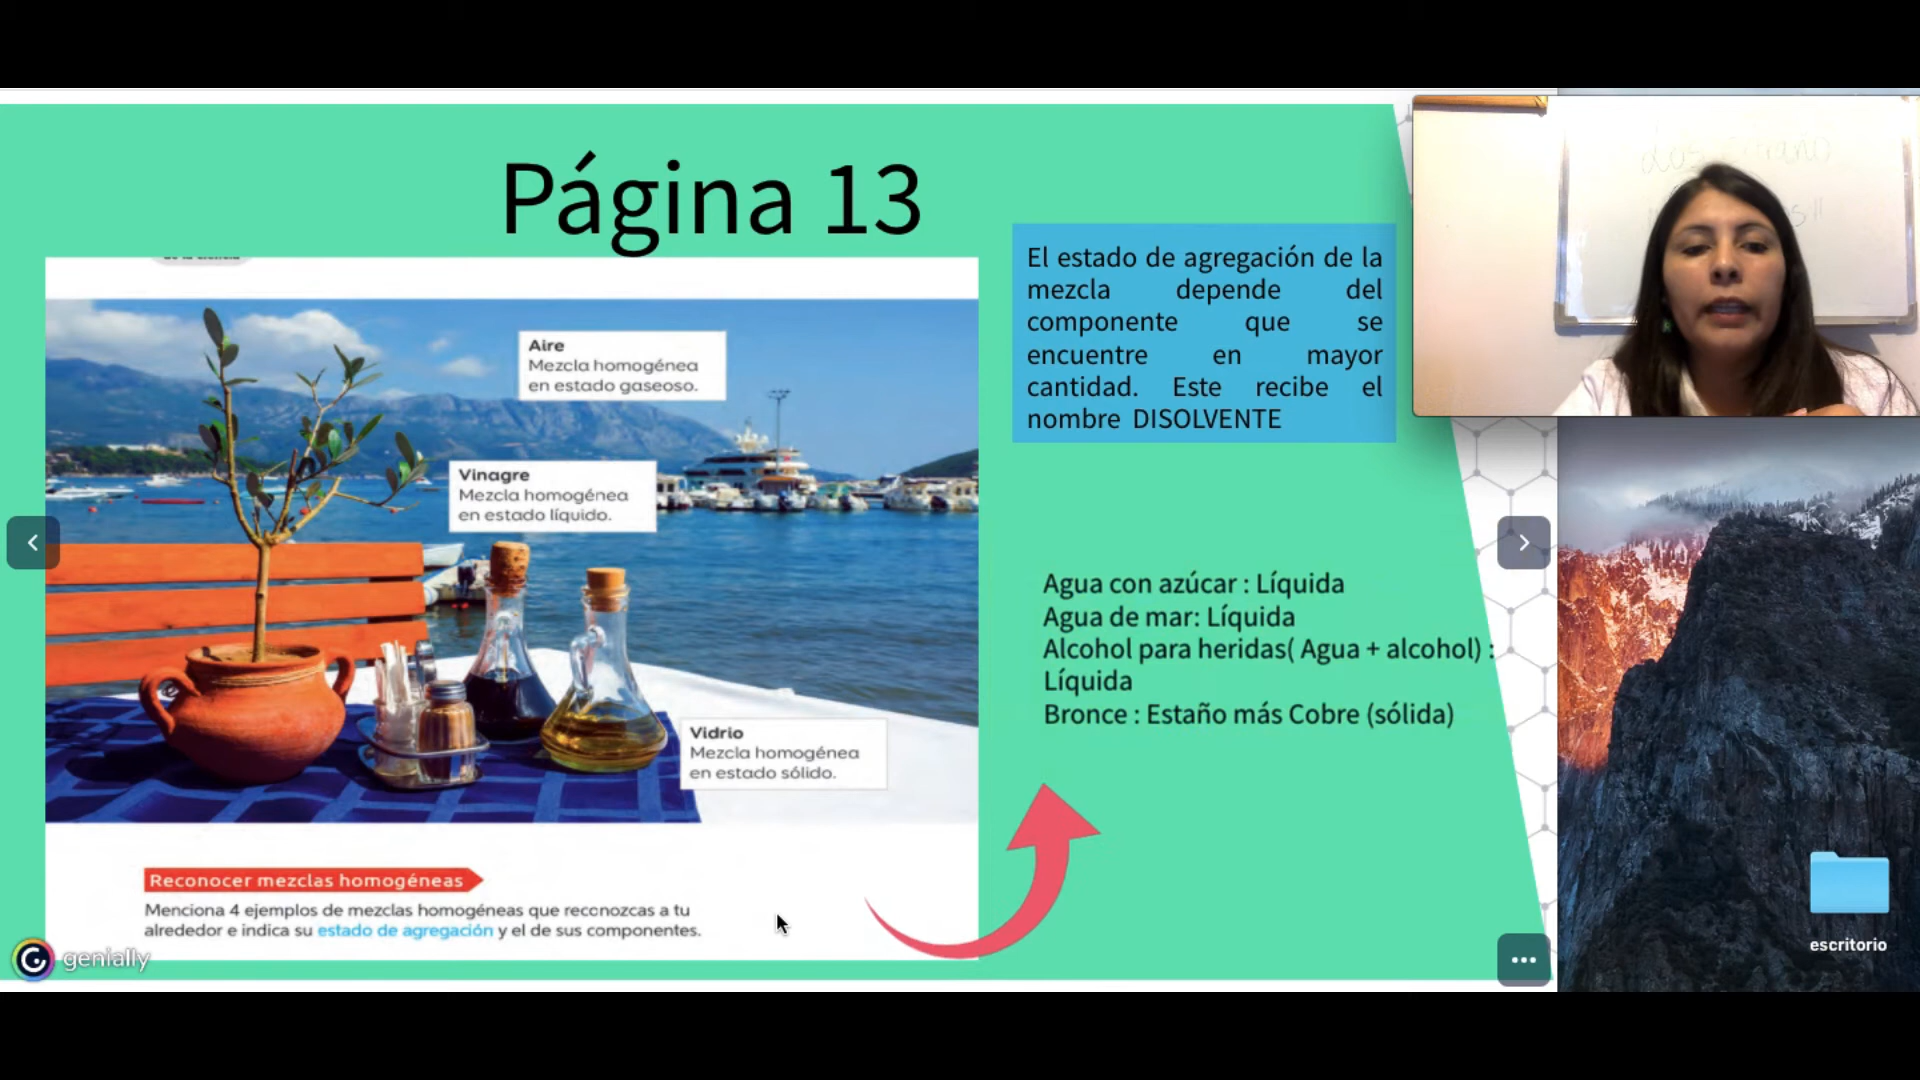 Página 13
Aire
Mezcla homogénea
en estado gaseoso.
Vinagre
Mezcla homogénea
en estado líquido.
Vidrio
Mezcla homogénea
en estado sólido.
Reconocer mezclas homogéneas
Menciona 4 ejemplos de mezclas homogéneas que reconozcas a tu
alrededor e indica su estado de agregación y el de sus componentes.
genially
El estado de agregación de la
mezcla depende del
componente que se
encuentre en mayor
cantidad. Este recibe el
nombre DISOLVENTE
Agua con azúcar : Líquida
Agua de mar: Líquida
Alcohol para heridas( Agua + alcohol) :
Líquida
Bronce : Estaño más Cobre (sólida)
escritorio